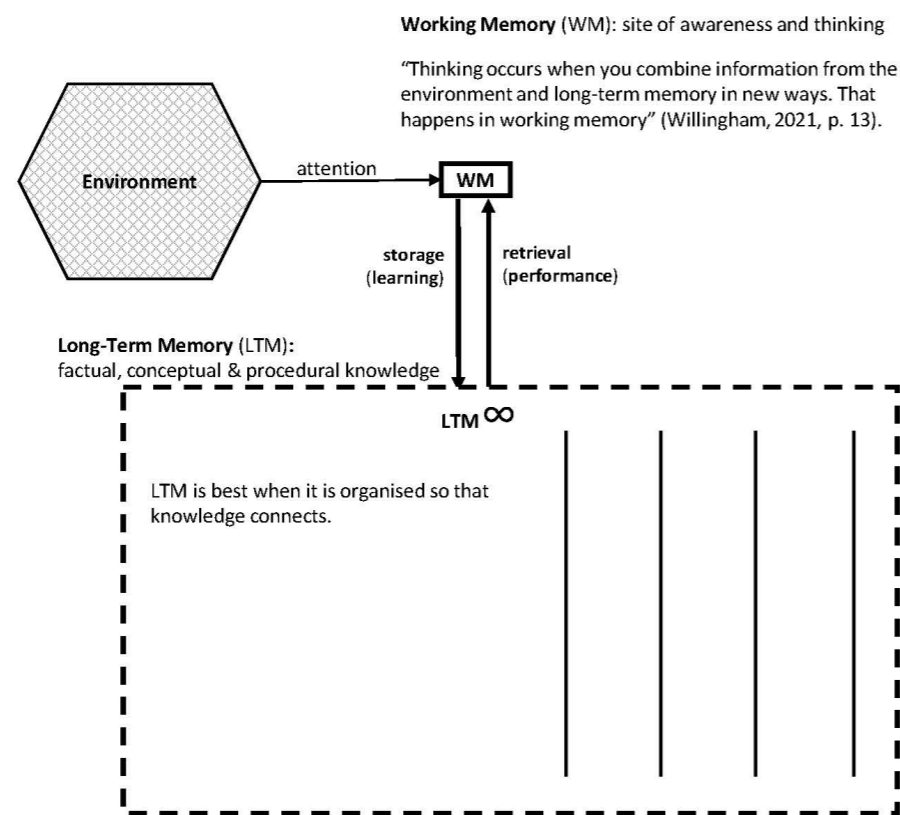 Working Memory (WM): site of awareness and thinking
“Thinking occurs when you combine information from the
environment and long-term memory in new ways. That
happens in working memory” (Willingham, 2021, p. 13).
Environment
attention
WM
storage
(learning)
retrieval
(performance)
Long-Term Memory (LTM):
factual, conceptual & procedural knowledge
LTM ∞
LTM is best when it is organised so that
knowledge connects.